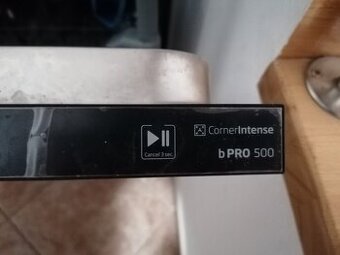 Cancel 3 sec
CornerIntense
bPRO 500